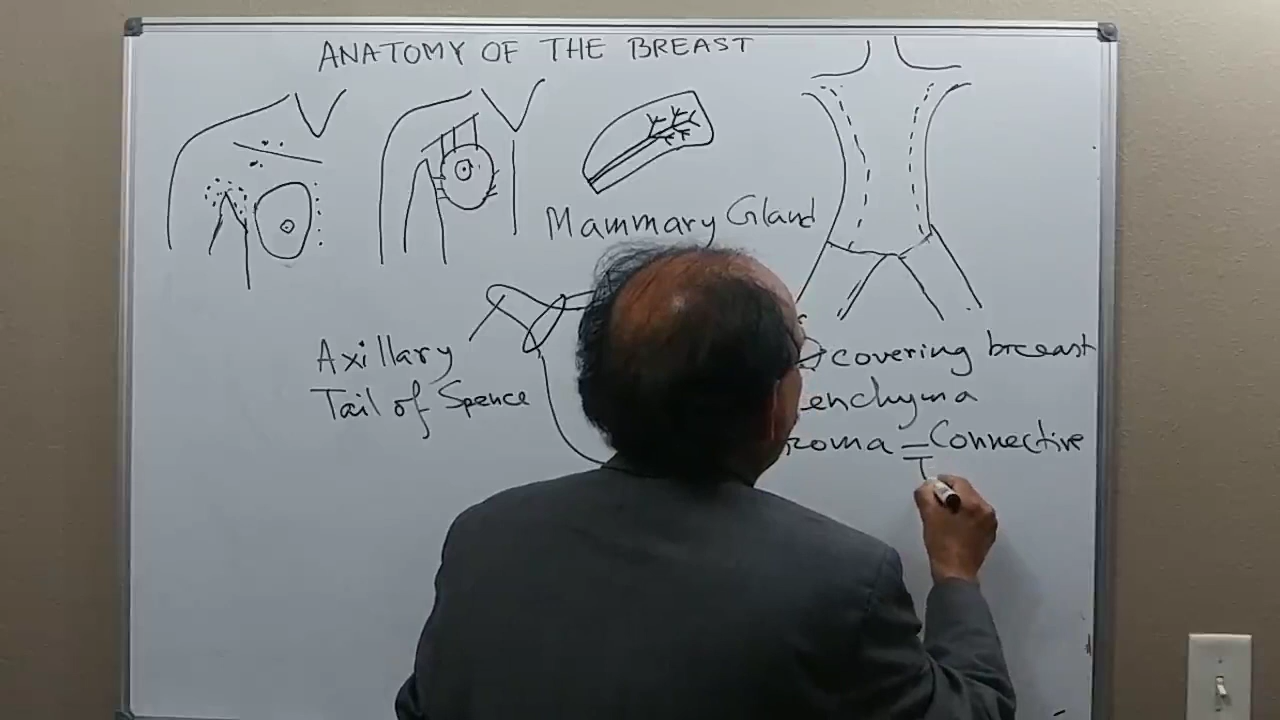 ANATOMY OF THE BREAST
Mammary Gland
Axillary
Tail of Spence
covering breast
enchyma
roma - Connective
T